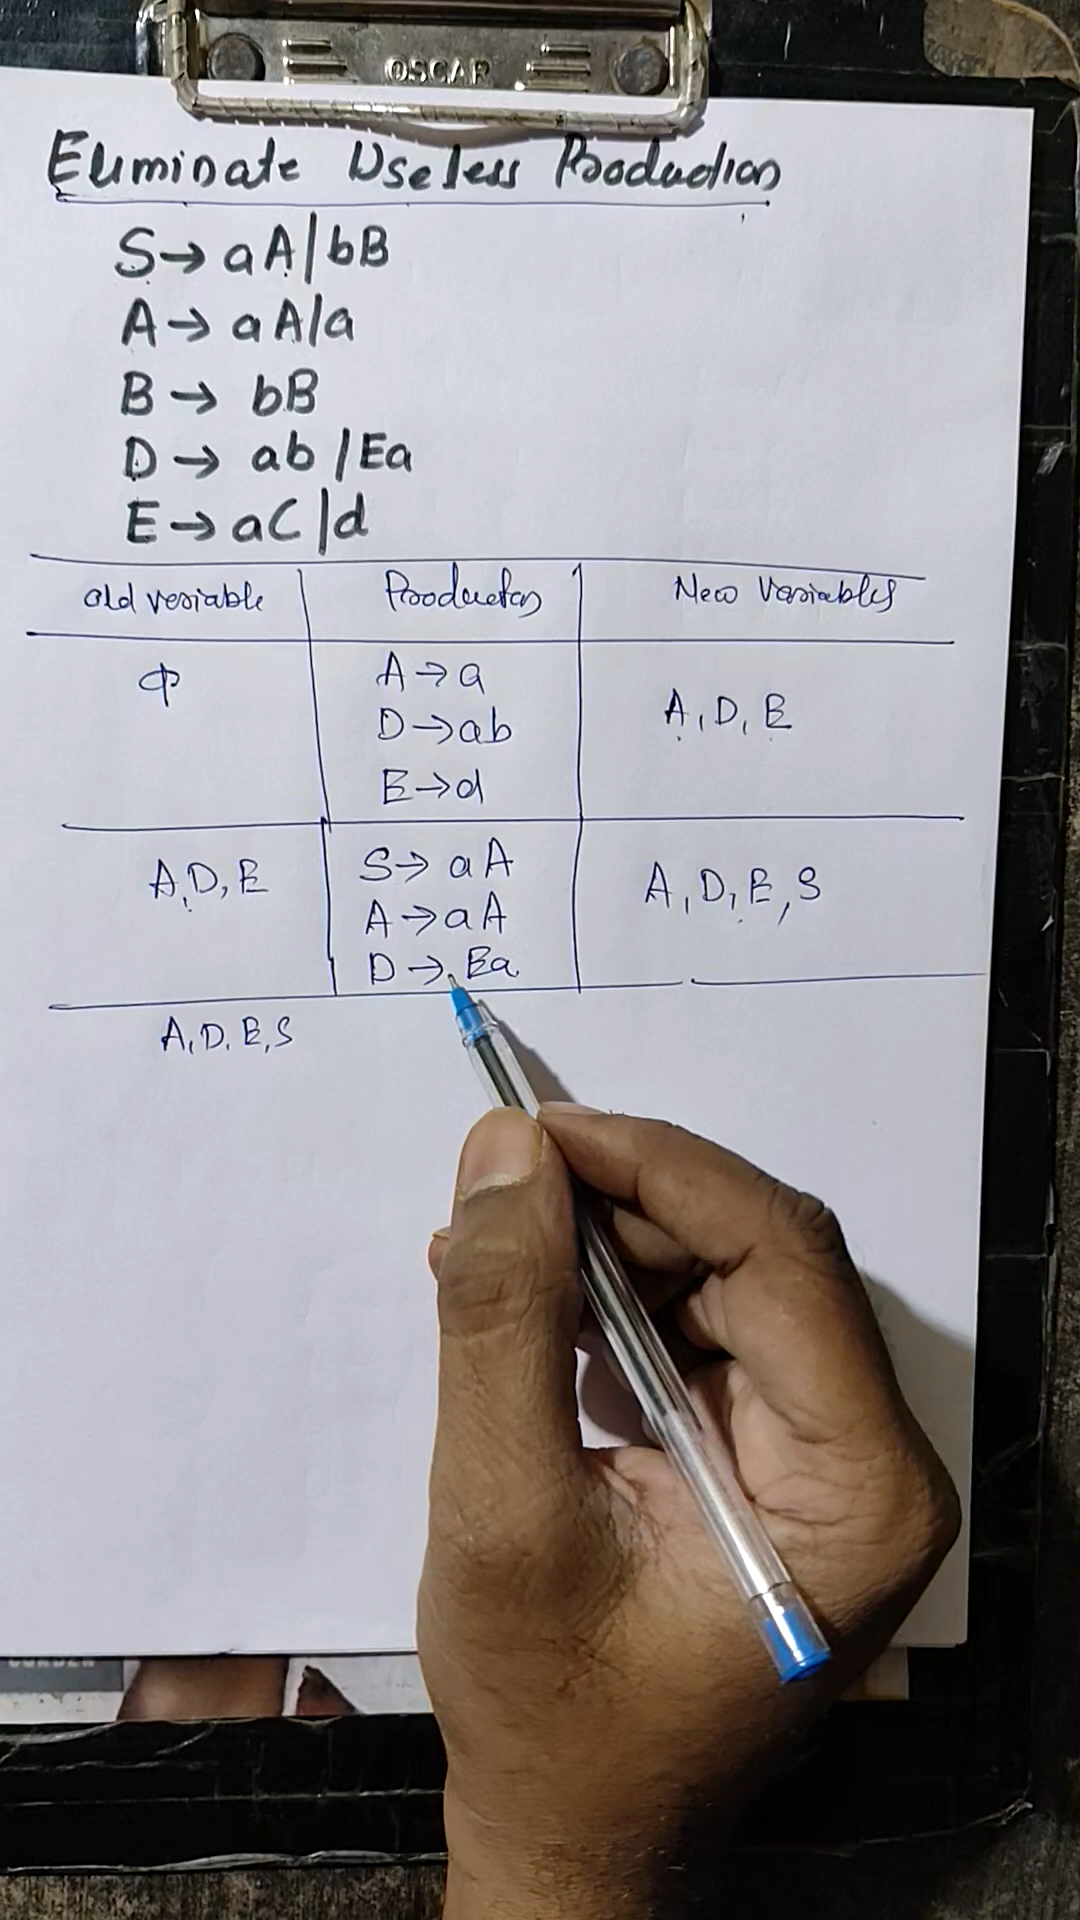 OSCAR
Eliminate Useless Production
S→ aA/bB
A→ aA/a
B→ bB
D→ ab/Ea
E→aC/d
old variable Production New Variables
Φ A→a A, D, E
D→ab
E→d
A, D, E S→ aA A, D, E, S
A→aA
D→ Ea
A, D, E, S